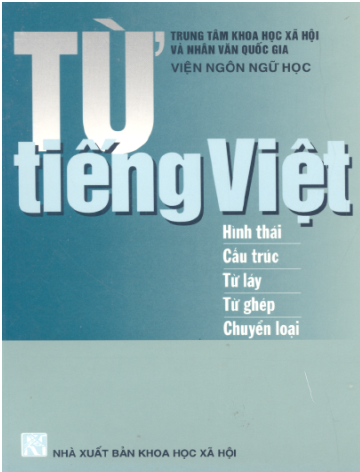 TRUNG TÂM KHOA HỌC XÃ HỘI
VÀ NHÂN VĂN QUỐC GIA
VIỆN NGÔN NGỮ HỌC
TỪ
tiếng Việt
Hình thái
Cấu trúc
Từ láy
Từ ghép
Chuyển loại
NHÀ XUẤT BẢN KHOA HỌC XÃ HỘI